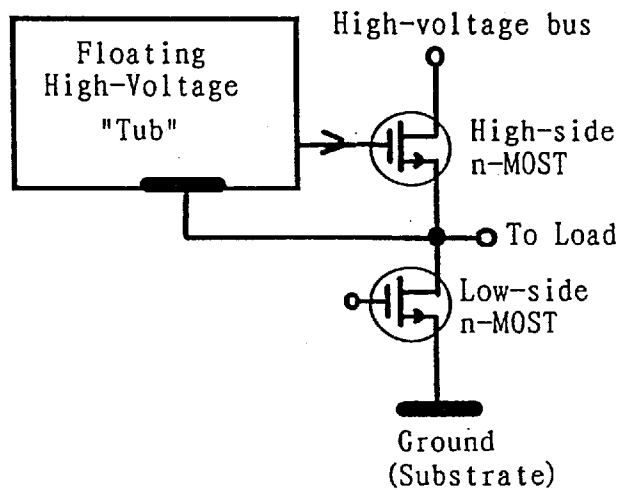 High-voltage bus
Floating
High-Voltage
"Tub"
High-side
n-MOST
To Load
Low-side
n-MOST
Ground
(Substrate)